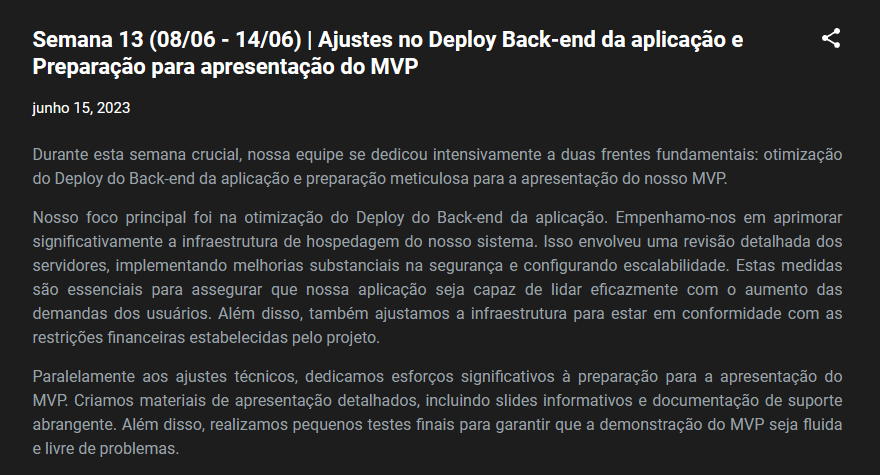 Semana 13 (08/06 - 14/06) | Ajustes no Deploy Back-end da aplicação e
Preparação para apresentação do MVP
junho 15, 2023
Durante esta semana crucial, nossa equipe se dedicou intensivamente a duas frentes fundamentais: otimização
do Deploy do Back-end da aplicação e preparação meticulosa para a apresentação do nosso MVP.
Nosso foco principal foi na otimização do Deploy do Back-end da aplicação. Empenhamo-nos em aprimorar
significativamente a infraestrutura de hospedagem do nosso sistema. Isso envolveu uma revisão detalhada dos
servidores, implementando melhorias substanciais na segurança e configurando escalabilidade. Estas medidas
são essenciais para assegurar que nossa aplicação seja capaz de lidar eficazmente com o aumento das
demandas dos usuários. Além disso, também ajustamos a infraestrutura para estar em conformidade com as
restrições financeiras estabelecidas pelo projeto.
Paralelamente aos ajustes técnicos, dedicamos esforços significativos à preparação para a apresentação do
MVP. Criamos materiais de apresentação detalhados, incluindo slides informativos e documentação de suporte
abrangente. Além disso, realizamos pequenos testes finais para garantir que a demonstração do MVP seja fluida
e livre de problemas.